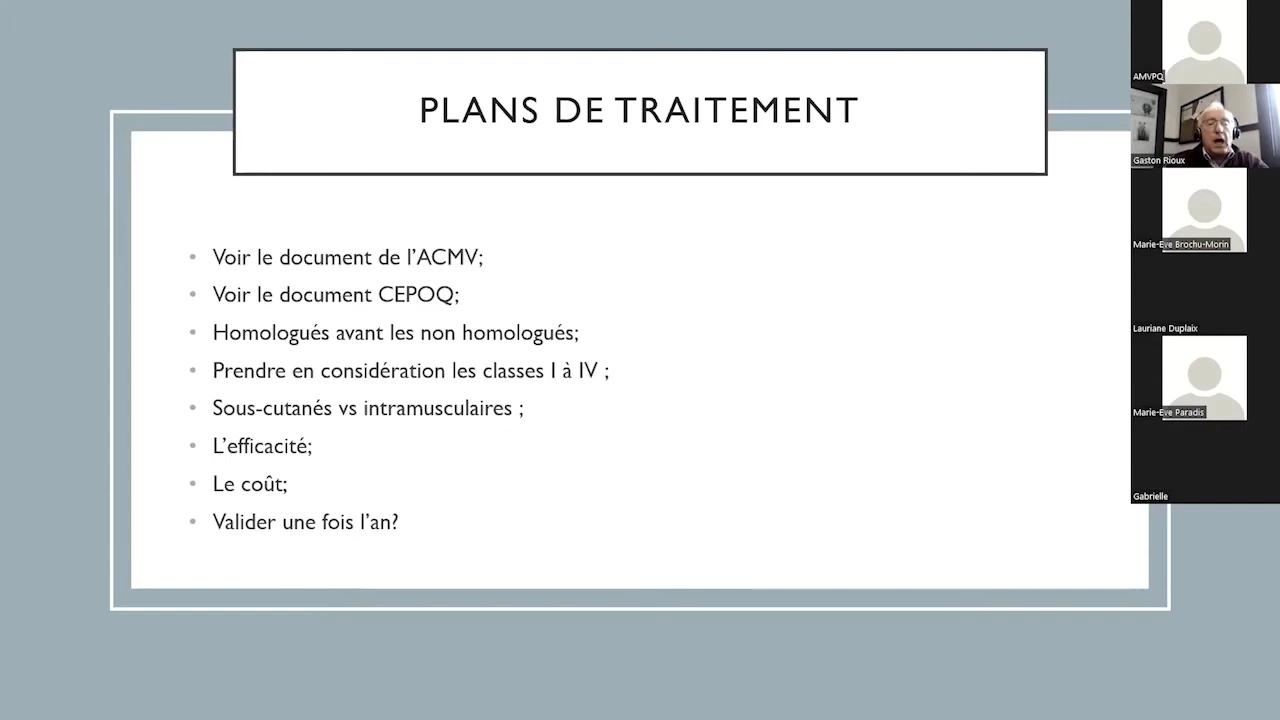 PLANS DE TRAITEMENT
Voir le document de l'ACMV;
Voir le document CEPOQ;
Homologués avant les non homologués;
Prendre en considération les classes I à IV ;
Sous-cutanés vs intramusculaires ;
L'efficacité;
Le coût;
Valider une fois l'an?
AMVPQ
Gaston Rioux
Marie-Eve Brochu-Morin
Lauriane Duplaix
Marie-Eve Paradis
Gabrielle